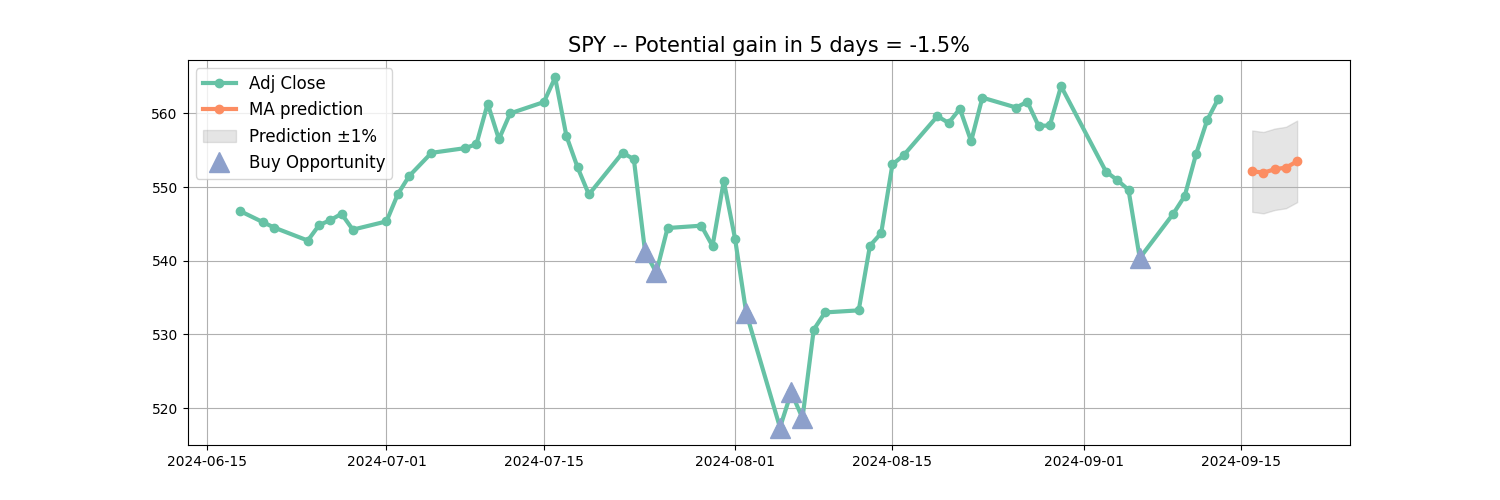 SPY -- Potential gain in 5 days = -1.5%
Adj Close
MA prediction
Prediction ±1%
Buy Opportunity
560
550
540
530
520
2024-06-15 2024-07-01 2024-07-15 2024-08-01 2024-08-15 2024-09-01 2024-09-15